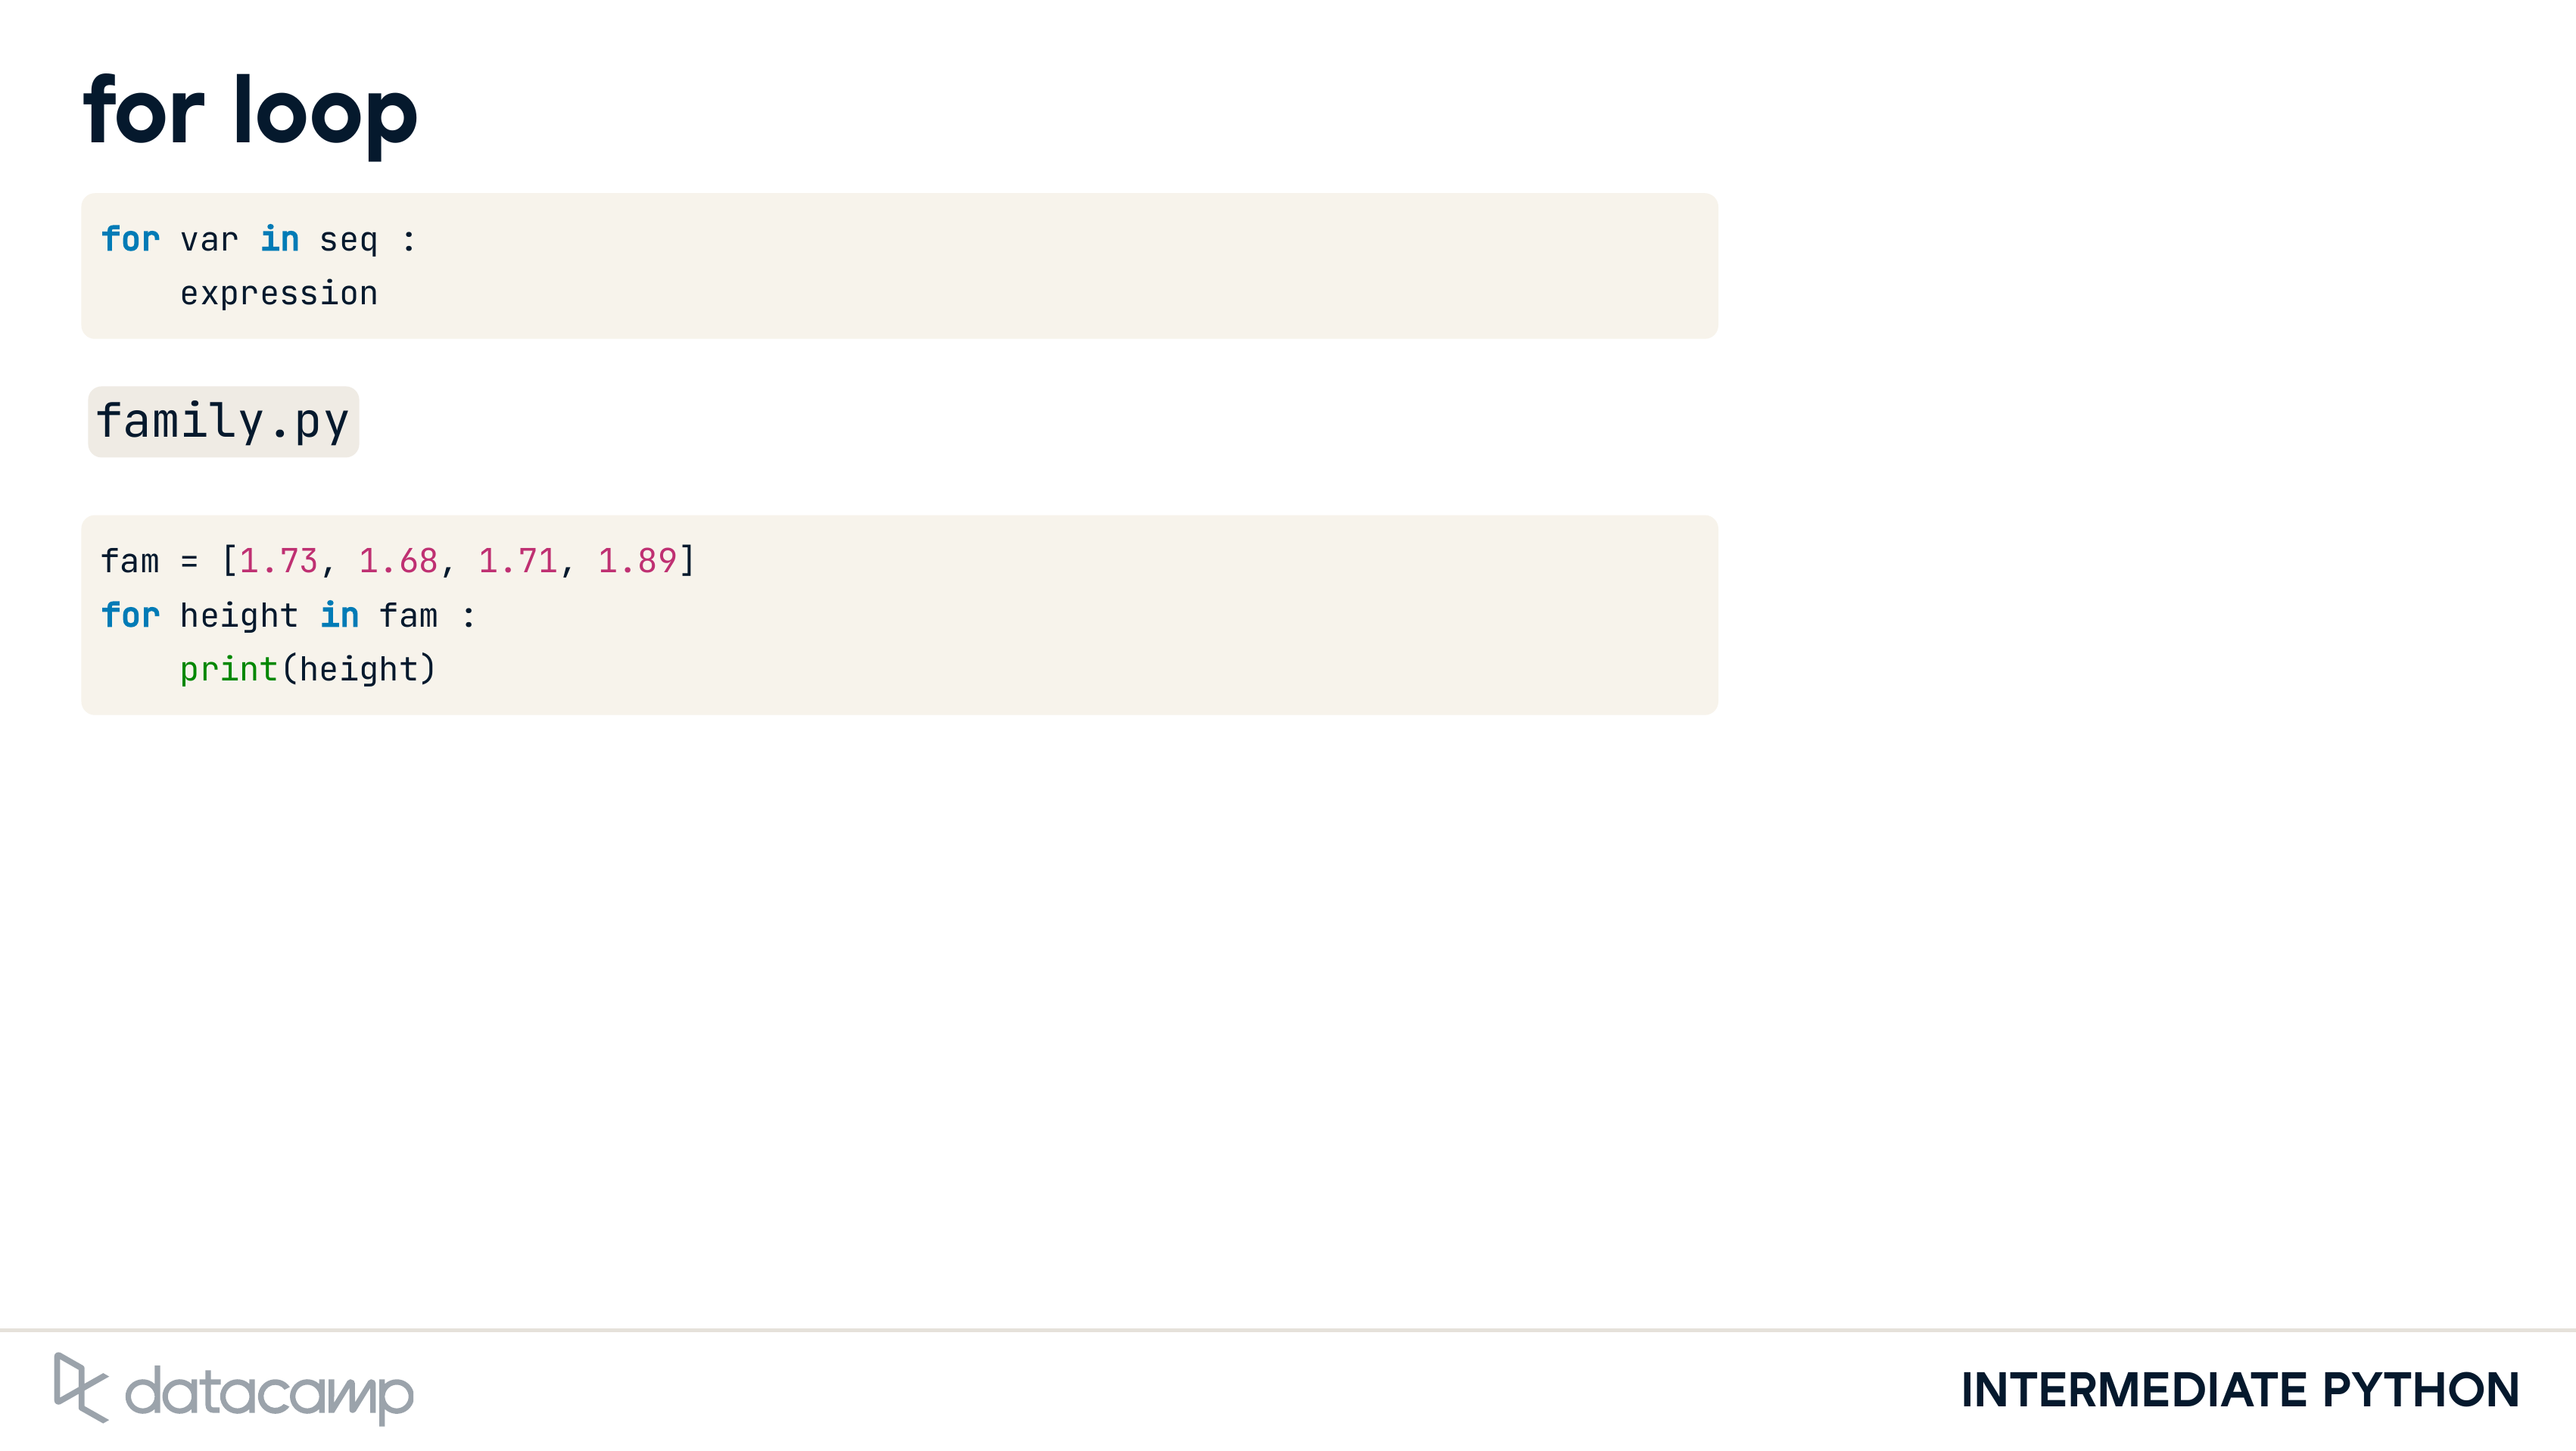 for loop
for var in seq :
    expression
family.py
fam = [1.73, 1.68, 1.71, 1.89]
for height in fam :
    print(height)
datacamp
INTERMEDIATE PYTHON